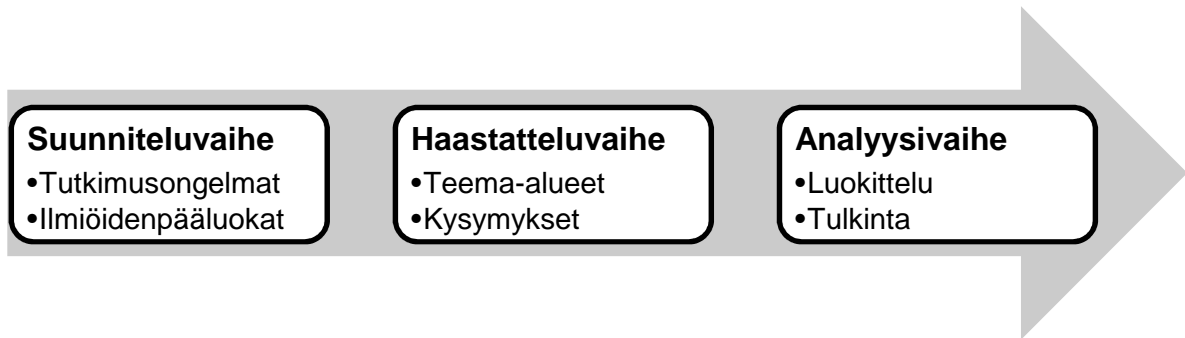 Suunniteluvaihe
•Tutkimusongelmat
•Ilmiöidenpääluokat
Haastatteluvaihe
•Teema-alueet
•Kysymykset
Analyysivaihe
•Luokittelu
•Tulkinta